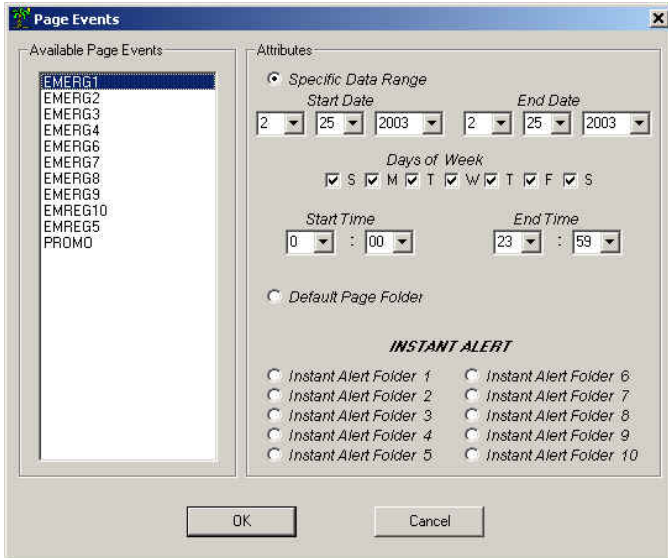 Page Events
Available Page Events
EMERG1
EMERG2
EMERG3
EMERG4
EMERG6
EMERG7
EMERG8
EMERG9
EMREG10
EMREG5
PROMO
Attributes
Specific Data Range
Start Date End Date
2 25 2003 2 25 2003
Days of Week
S M T W T F S
Start Time End Time
0 : 00 23 : 59
Default Page Folder
INSTANT ALERT
Instant Alert Folder 1 Instant Alert Folder 6
Instant Alert Folder 2 Instant Alert Folder 7
Instant Alert Folder 3 Instant Alert Folder 8
Instant Alert Folder 4 Instant Alert Folder 9
Instant Alert Folder 5 Instant Alert Folder 10
OK Cancel